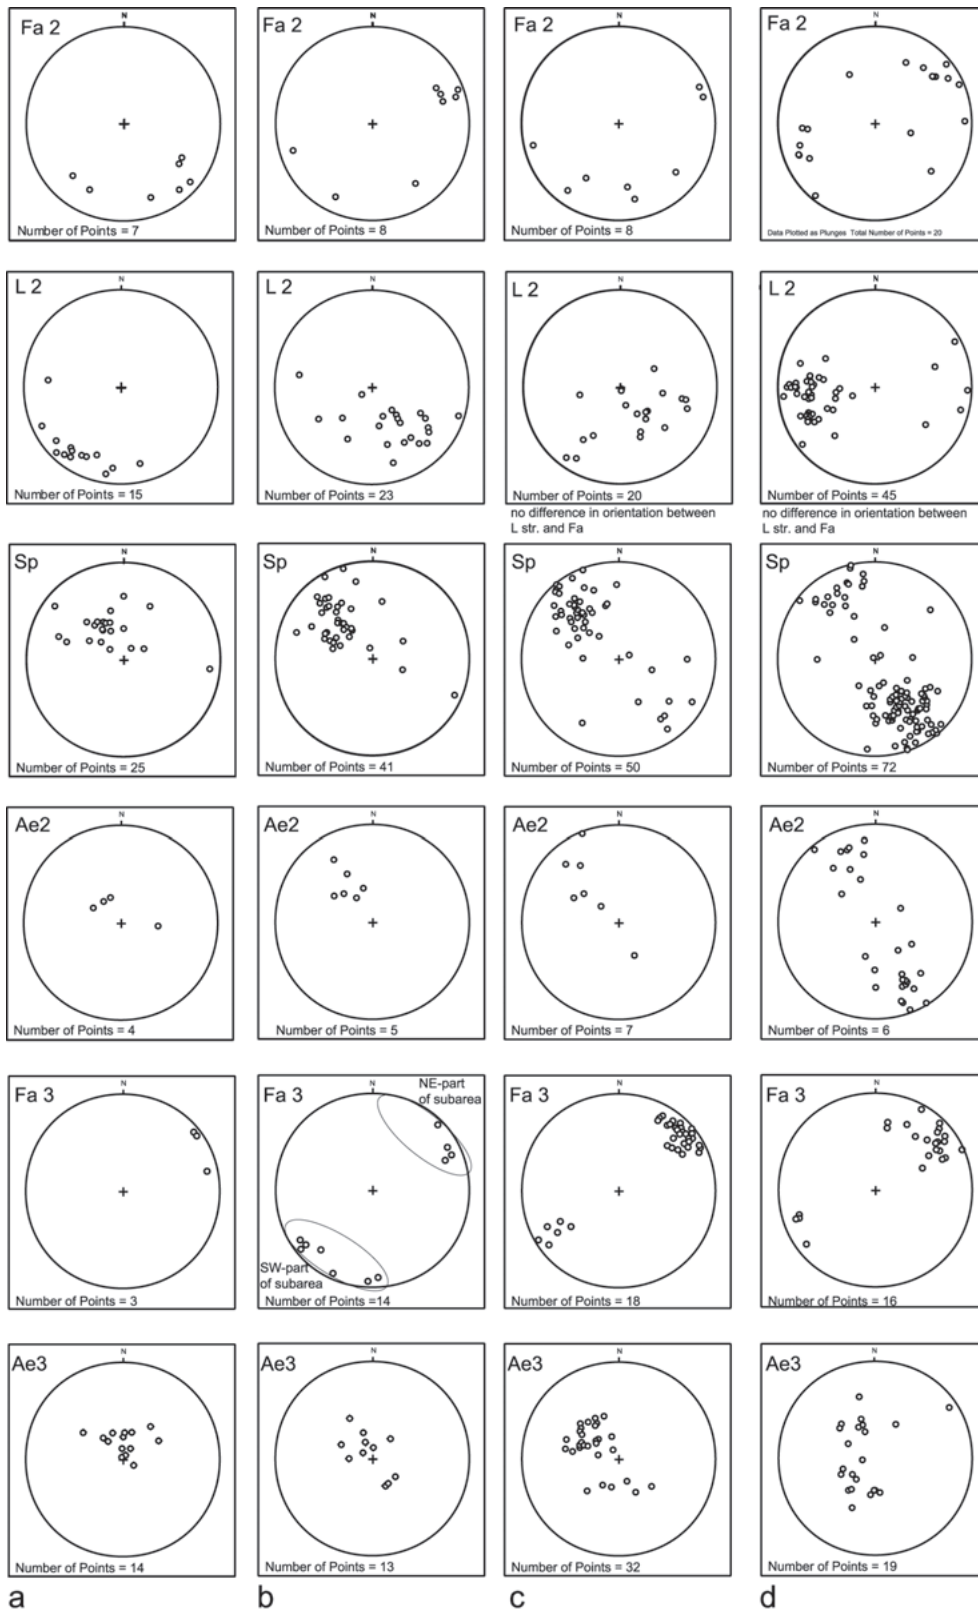 N
Fa 2
Number of Points = 7
N
Fa 2
Number of Points = 8
N
Fa 2
Number of Points = 8
N
Fa 2
Data Plotted as Plunges Total Number of Points = 20
N
L 2
Number of Points = 15
N
L 2
Number of Points = 23
N
L 2
Number of Points = 20
no difference in orientation between
L str. and Fa
N
L 2
Number of Points = 45
no difference in orientation between
L str. and Fa
N
Sp
Number of Points = 25
N
Sp
Number of Points = 41
N
Sp
Number of Points = 50
N
Sp
Number of Points = 72
N
Ae2
Number of Points = 4
N
Ae2
Number of Points = 5
N
Ae2
Number of Points = 7
N
Ae2
Number of Points = 6
N
Fa 3
Number of Points = 3
N
Fa 3
NE-part
of subarea
SW-part
of subarea
Number of Points =14
N
Fa 3
Number of Points = 18
N
Fa 3
Number of Points = 16
N
Ae3
Number of Points = 14
N
Ae3
Number of Points = 13
N
Ae3
Number of Points = 32
N
Ae3
Number of Points = 19
a
b
c
d